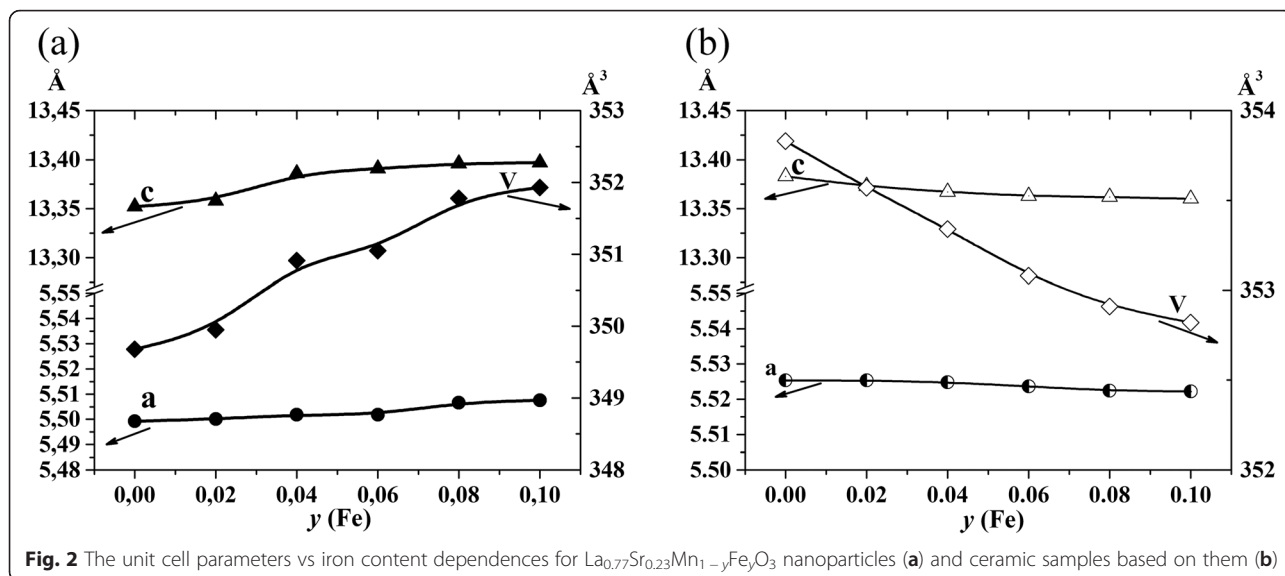 (a)
Å
Å³
13,45
13,40
13,35
13,30
5,55
5,54
5,53
5,52
5,51
5,50
5,49
5,48
353
352
351
350
349
348
c
V
a
0,00 0,02 0,04 0,06 0,08 0,10
y (Fe)
(b)
Å
Å³
13.45
13.40
13.35
13.30
5.55
5.54
5.53
5.52
5.51
5.50
354
353
352
c
V
a
0.00 0.02 0.04 0.06 0.08 0.10
y (Fe)
Fig. 2 The unit cell parameters vs iron content dependences for La0.77Sr0.23Mn1 − yFeyO3 nanoparticles (a) and ceramic samples based on them (b)